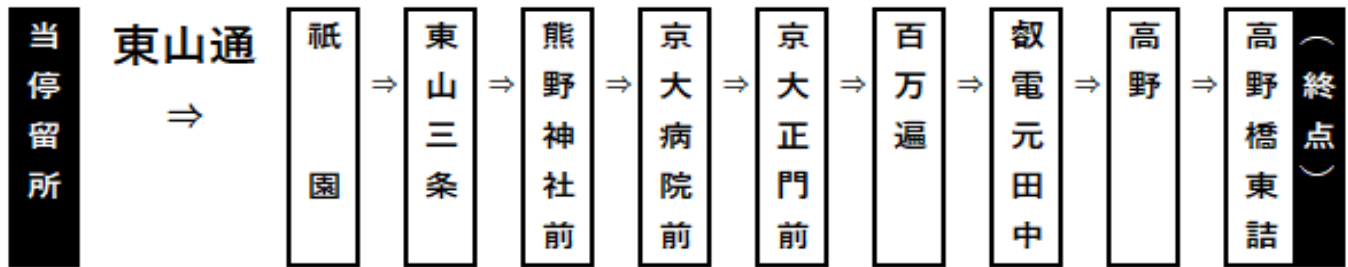 当停留所
東山通
⇒
祇園
⇒
東山三条
⇒
熊野神社前
⇒
京大病院前
⇒
京大正門前
⇒
百万遍
⇒
叡電元田中
⇒
高野
⇒
高野橋東詰
（終点）